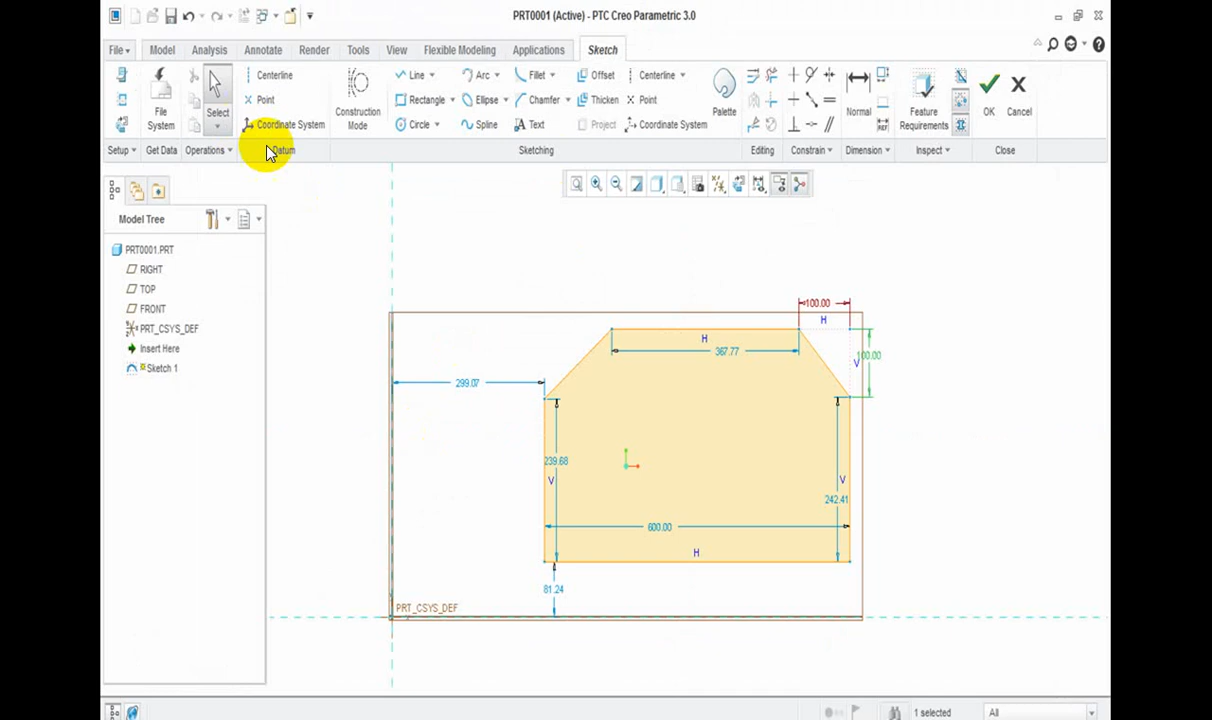 PRT0001 (Active) - PTC Creo Parametric 3.0
File Model Analysis Annotate Render Tools View Flexible Modeling Applications Sketch
Centerline Line Arc Fillet Offset Centerline
Point Rectangle Ellipse Chamfer Thicken Point
Coordinate System Circle Spline Text Project Coordinate System
File System Select Construction Mode Palette Normal Feature Requirements OK Cancel
Setup Get Data Operations Datum Sketching Editing Constrain Dimension Inspect Close
Model Tree
PRT0001.PRT
RIGHT
TOP
FRONT
PRT_CSYS_DEF
Insert Here
Sketch 1
100.00
H
H
367.77
100.00
V
299.07
239.68
V
V
242.41
600.00
H
81.24
PRT_CSYS_DEF
1 selected All